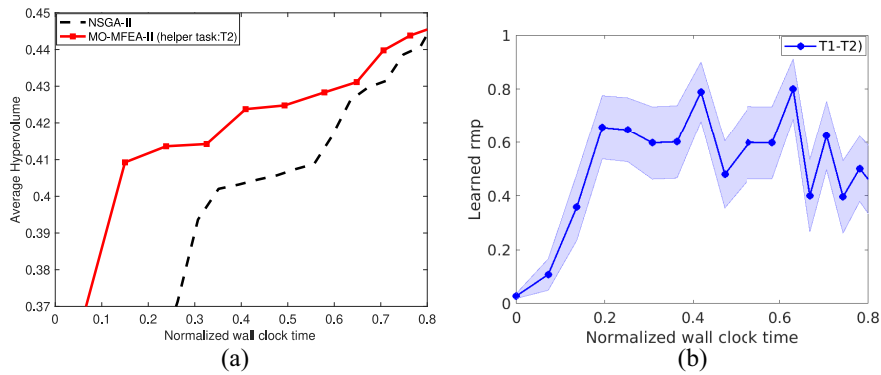 0.45
0.44
0.43
0.42
0.41
0.4
0.39
0.38
0.37
Average Hypervolume
NSGA-II
MO-MFEA-II (helper task:T2)
0 0.1 0.2 0.3 0.4 0.5 0.6 0.7 0.8
Normalized wall clock time
(a)
1
0.8
0.6
0.4
0.2
0
Learned rmp
T1-T2)
0 0.2 0.4 0.6 0.8
Normalized wall clock time
(b)